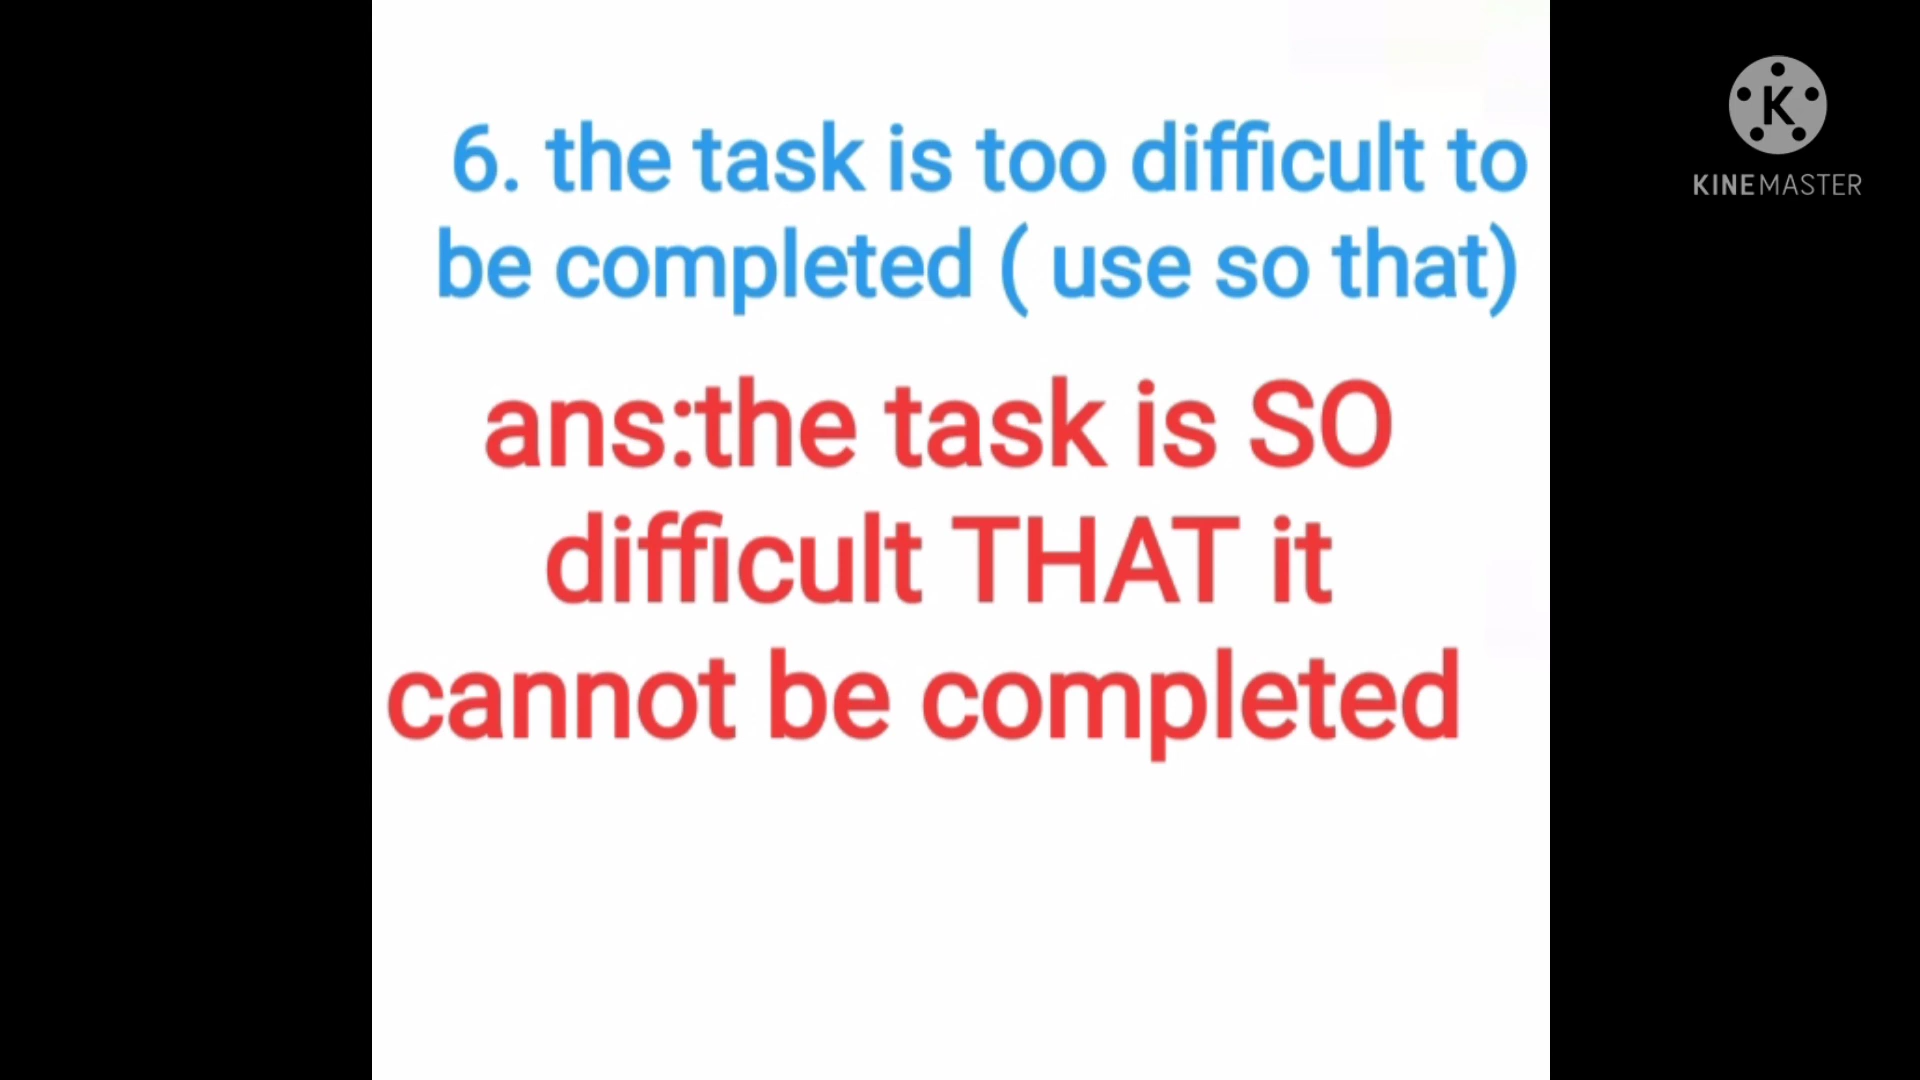 6. the task is too difficult to
be completed ( use so that)
ans:the task is SO
difficult THAT it
cannot be completed
K
KINEMASTER